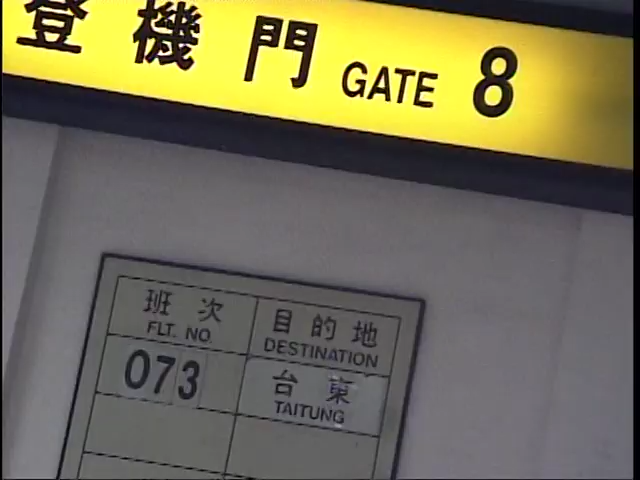 登機門 GATE 8
班次 目的地
FLT. NO. DESTINATION
073 台東
TAITUNG